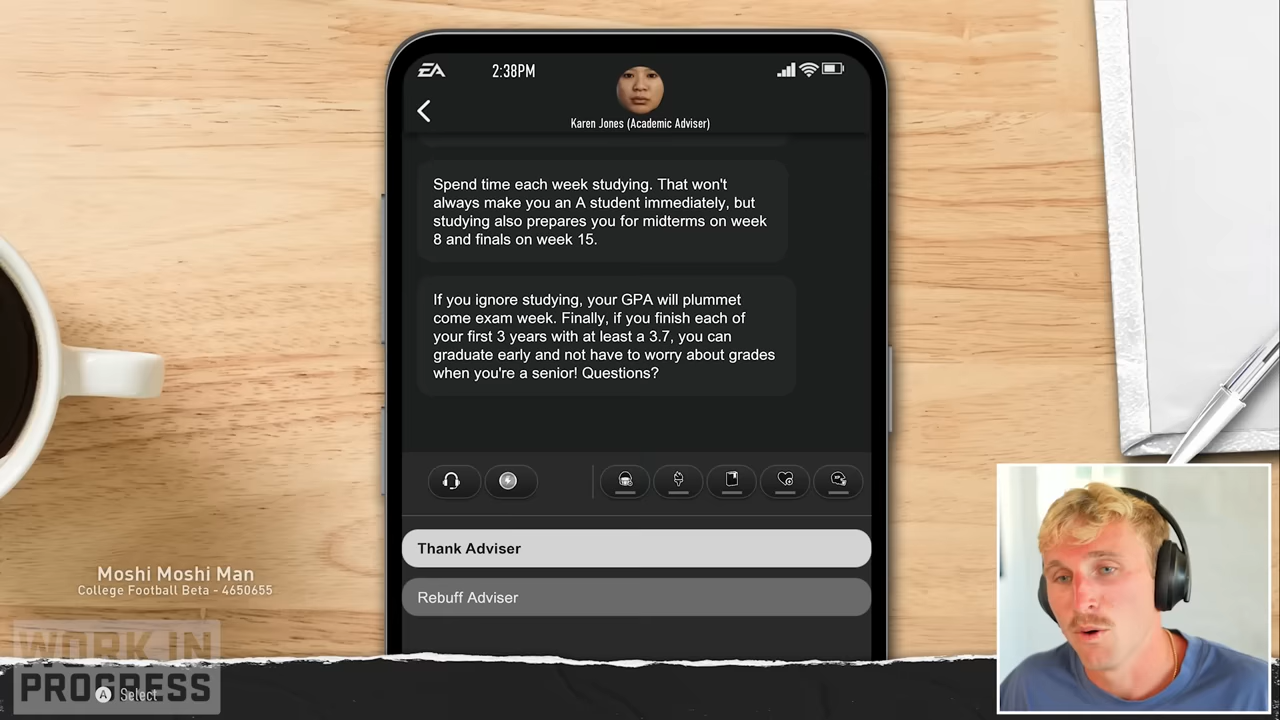 EA
2:38PM
Karen Jones (Academic Adviser)
Spend time each week studying. That won't
always make you an A student immediately, but
studying also prepares you for midterms on week
8 and finals on week 15.
If you ignore studying, your GPA will plummet
come exam week. Finally, if you finish each of
your first 3 years with at least a 3.7, you can
graduate early and not have to worry about grades
when you're a senior! Questions?
Thank Adviser
Rebuff Adviser
Moshi Moshi Man
College Football Beta - 4650655
WORK IN
PROGRESS
A Select